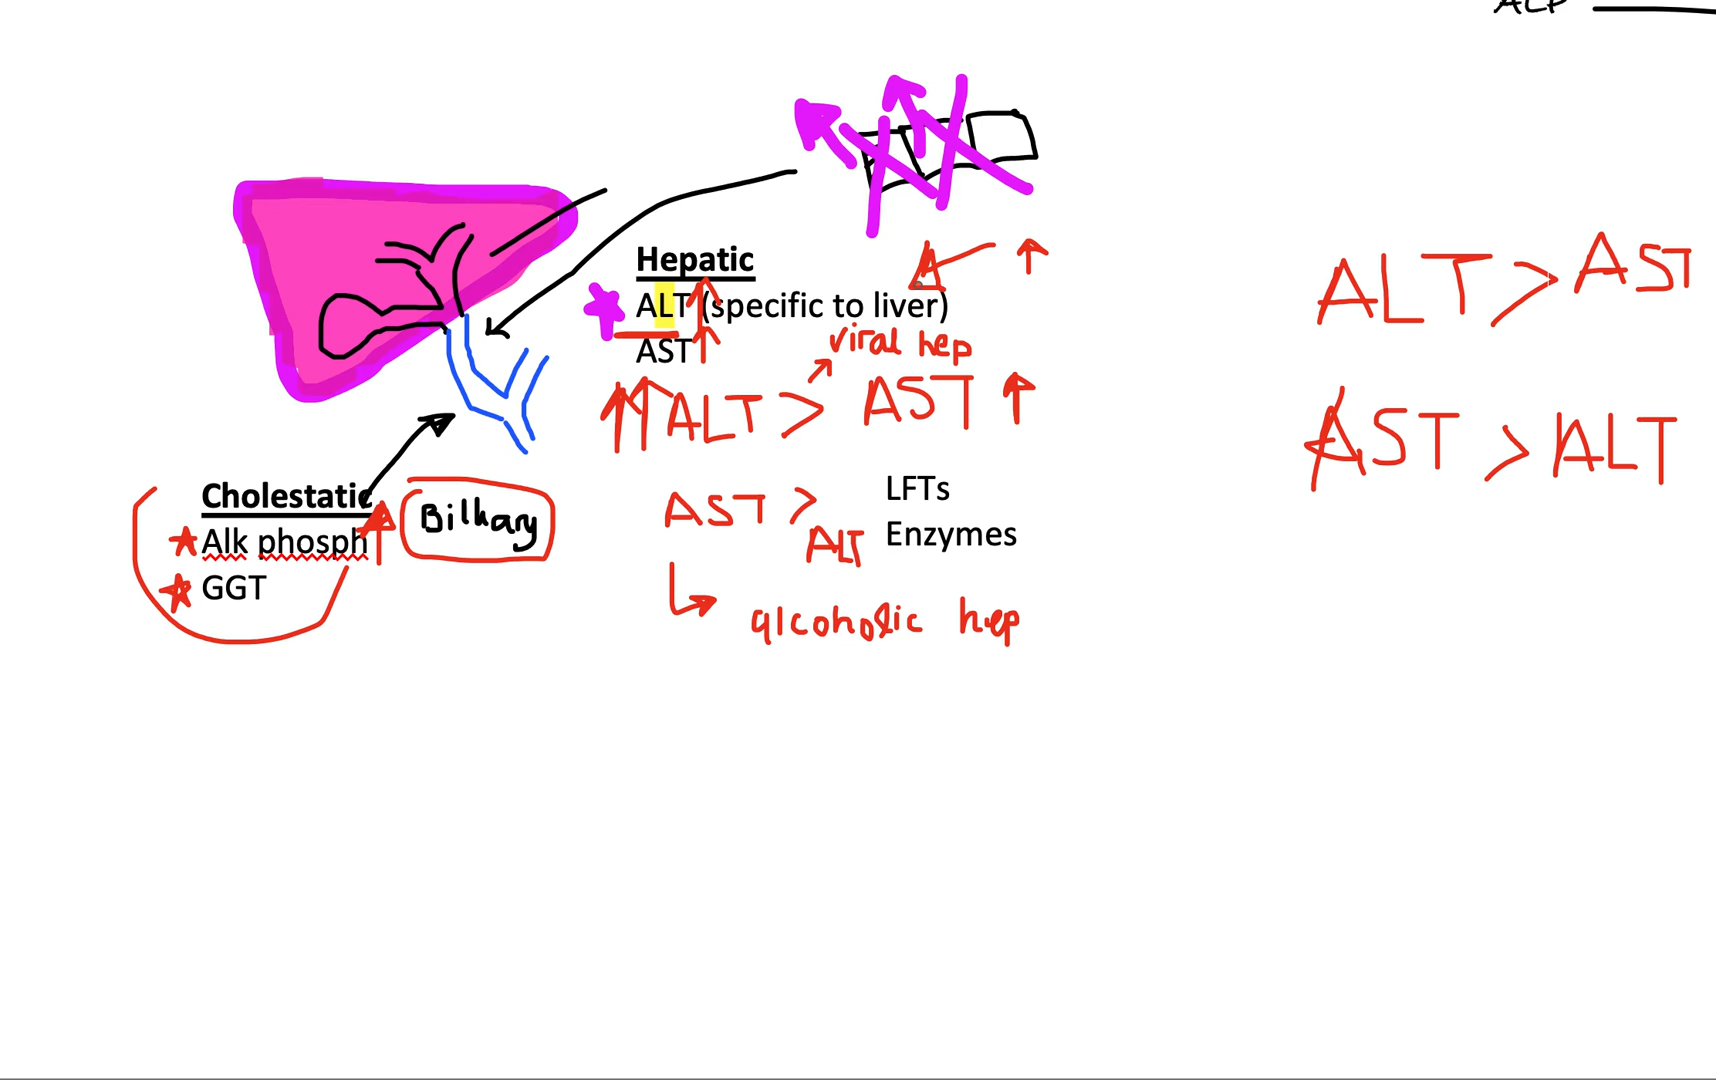 ALP
Hepatic
ALT (specific to liver)
AST
viral hep
ALT > AST
AST > ALT
LFTs
Enzymes
alcoholic hep
Cholestatic
Alk phosph
GGT
Biliary
ALT > AST
AST > ALT